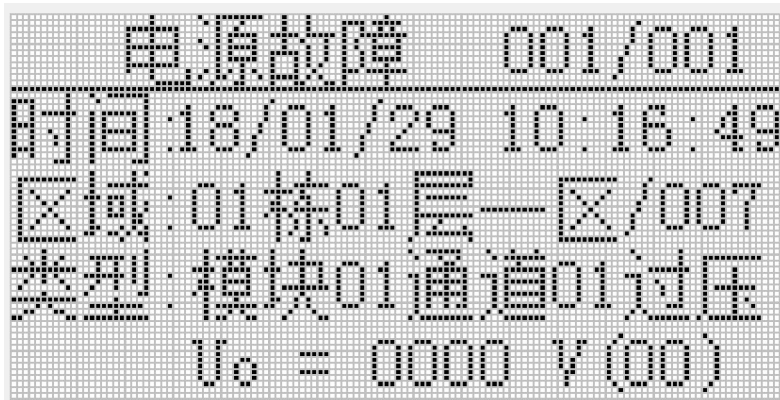 电源故障 001/001
时间:18/01/29 10:16:49
区域:01栋01层一区/007
类型:模块01通道01过压
Uo = 0000 V(00)